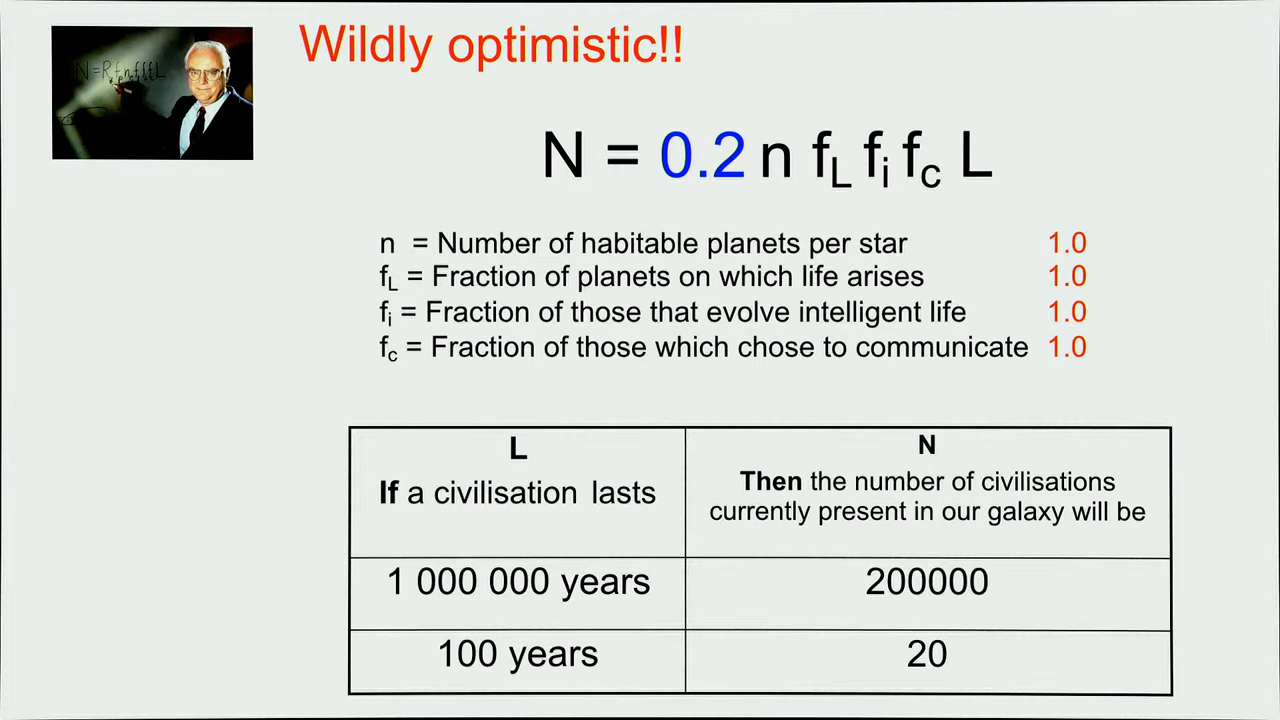 Wildly optimistic!!
N = 0.2 n fL fi fc L
n = Number of habitable planets per star 1.0
fL = Fraction of planets on which life arises 1.0
fi = Fraction of those that evolve intelligent life 1.0
fc = Fraction of those which chose to communicate 1.0
L
If a civilisation lasts
N
Then the number of civilisations
currently present in our galaxy will be
1 000 000 years 200000
100 years 20